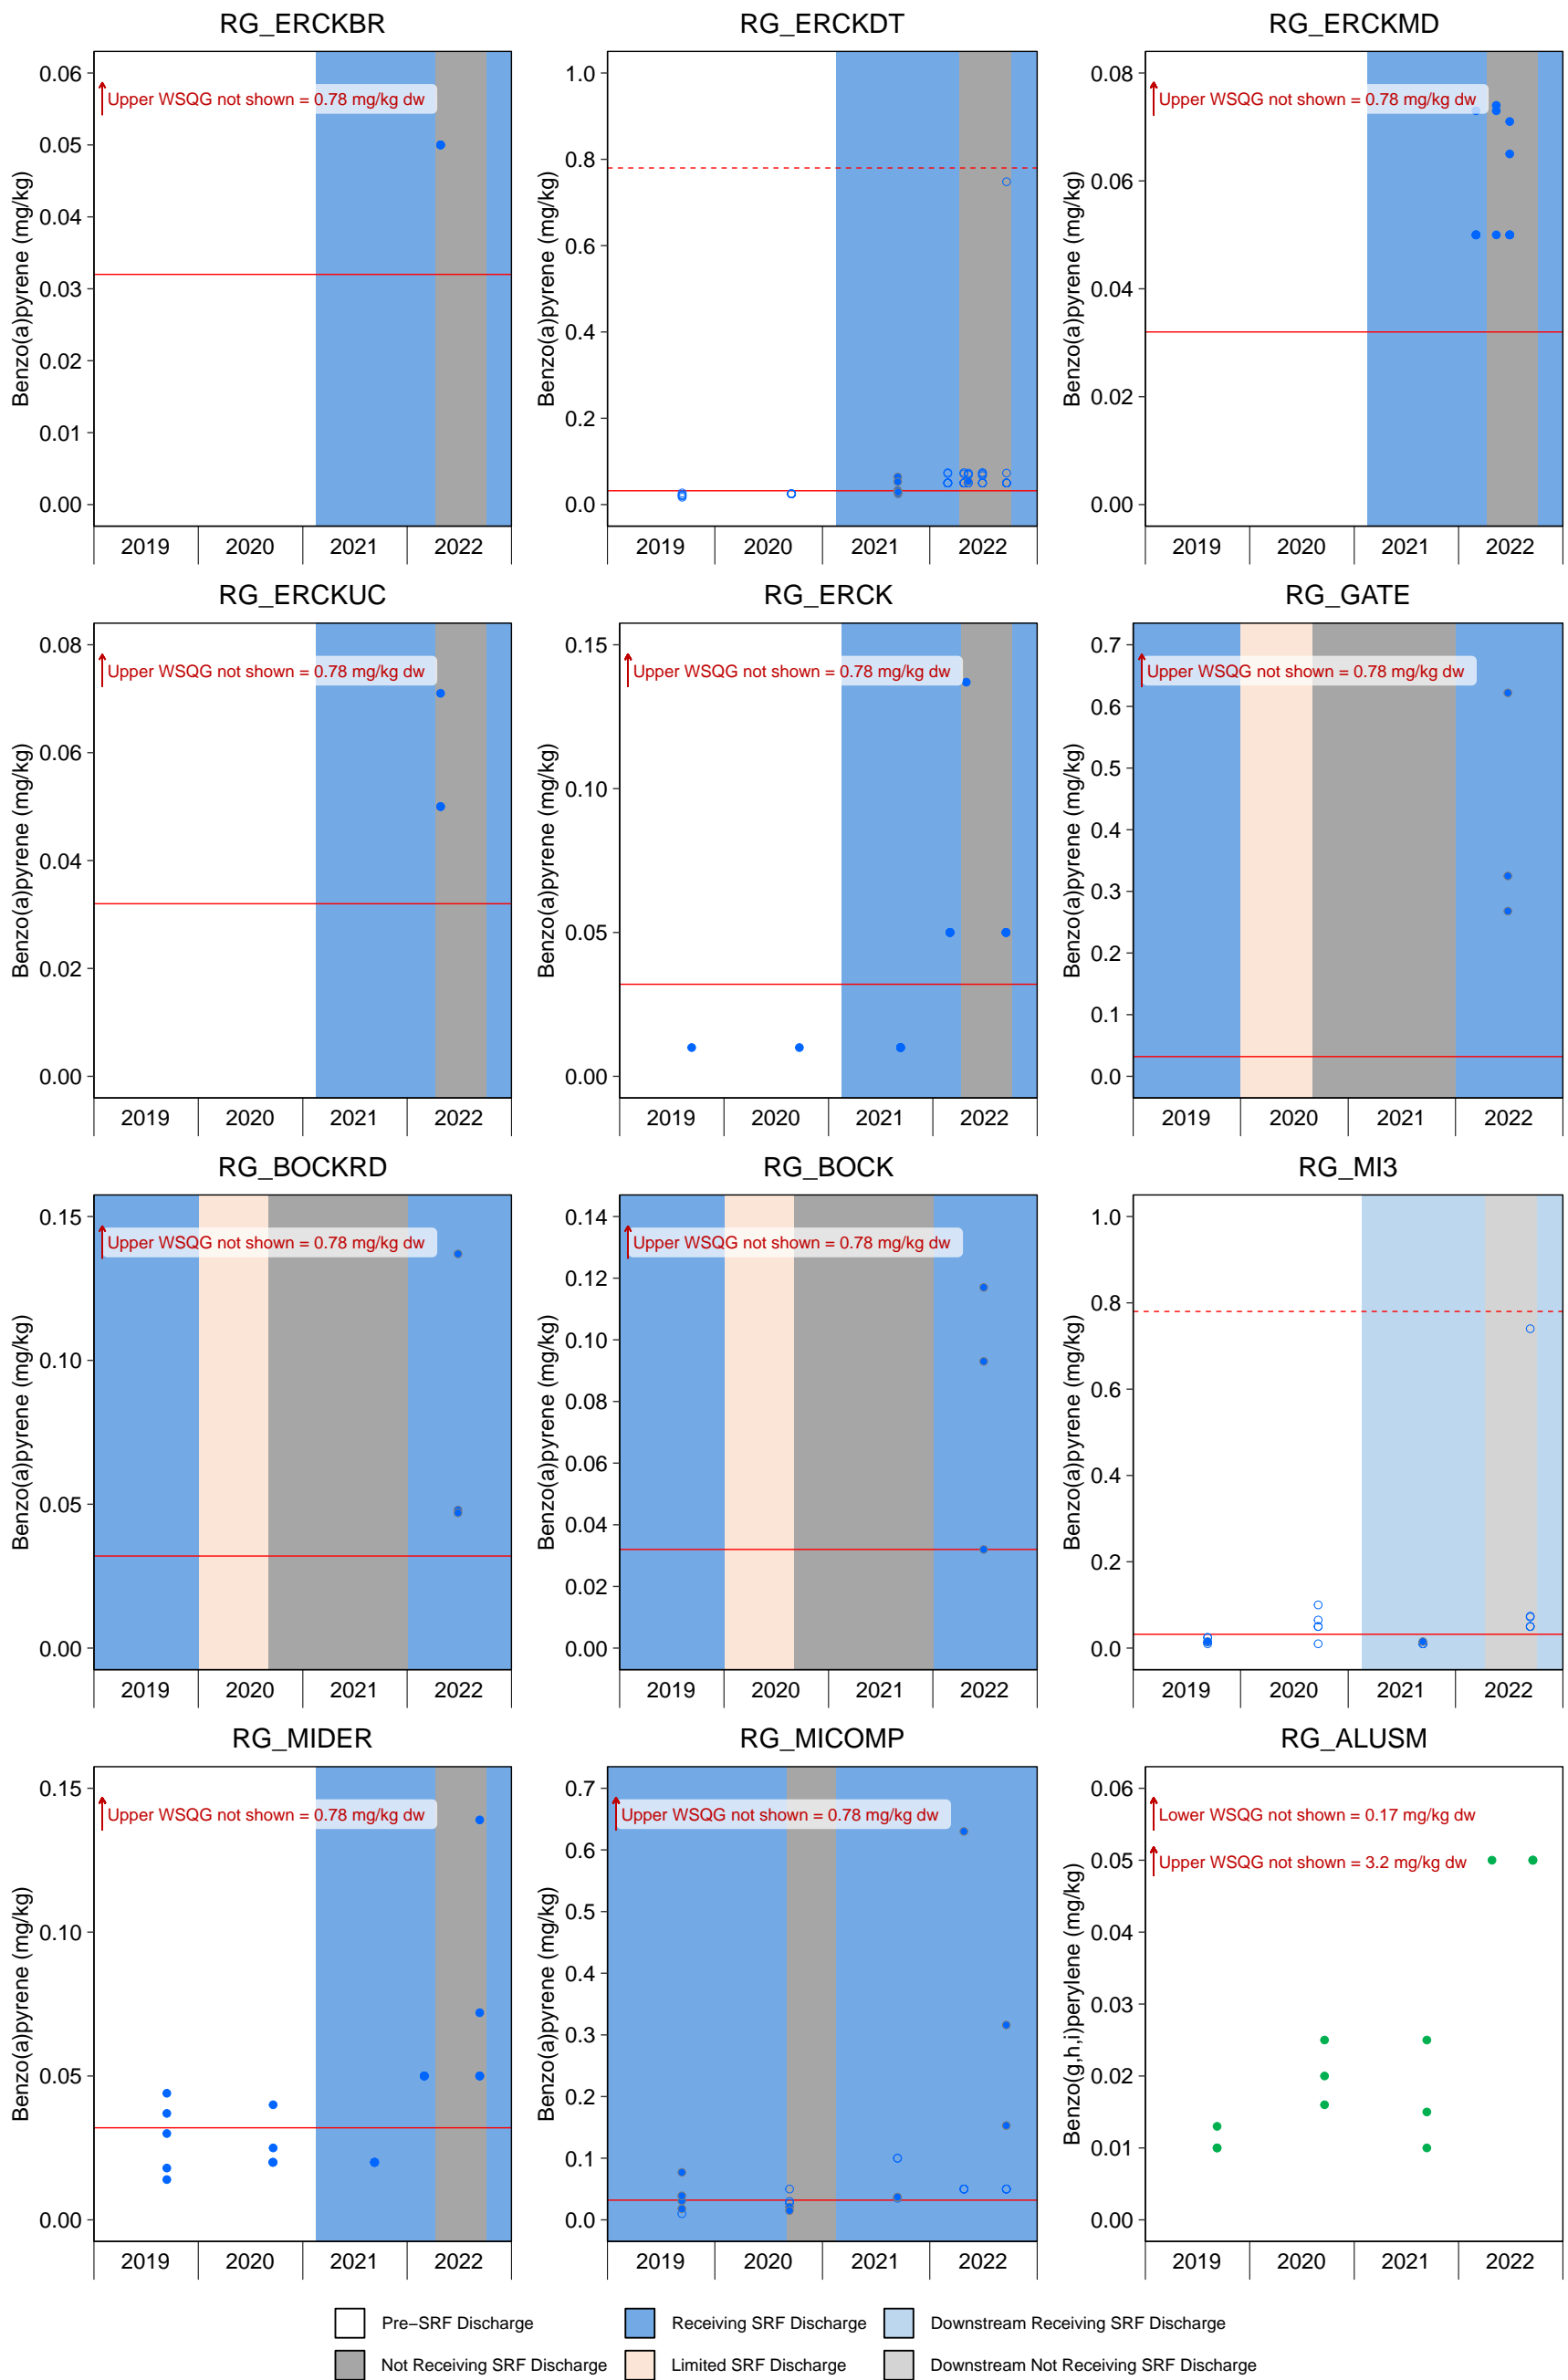 RG_ERCKBR
RG_ERCKDT
RG_ERCKMD
Benzo(a)pyrene (mg/kg)
0.06
0.05
0.04
0.03
0.02
0.01
0.00
Upper WSQG not shown = 0.78 mg/kg dw
2019 2020 2021 2022
Benzo(a)pyrene (mg/kg)
1.0
0.8
0.6
0.4
0.2
0.0
2019 2020 2021 2022
Benzo(a)pyrene (mg/kg)
0.08
0.06
0.04
0.02
0.00
Upper WSQG not shown = 0.78 mg/kg dw
2019 2020 2021 2022
RG_ERCKUC
RG_ERCK
RG_GATE
Benzo(a)pyrene (mg/kg)
0.08
0.06
0.04
0.02
0.00
Upper WSQG not shown = 0.78 mg/kg dw
2019 2020 2021 2022
Benzo(a)pyrene (mg/kg)
0.15
0.10
0.05
0.00
Upper WSQG not shown = 0.78 mg/kg dw
2019 2020 2021 2022
Benzo(a)pyrene (mg/kg)
0.7
0.6
0.5
0.4
0.3
0.2
0.1
0.0
Upper WSQG not shown = 0.78 mg/kg dw
2019 2020 2021 2022
RG_BOCKRD
RG_BOCK
RG_MI3
Benzo(a)pyrene (mg/kg)
0.15
0.10
0.05
0.00
Upper WSQG not shown = 0.78 mg/kg dw
2019 2020 2021 2022
Benzo(a)pyrene (mg/kg)
0.14
0.12
0.10
0.08
0.06
0.04
0.02
0.00
Upper WSQG not shown = 0.78 mg/kg dw
2019 2020 2021 2022
Benzo(a)pyrene (mg/kg)
1.0
0.8
0.6
0.4
0.2
0.0
2019 2020 2021 2022
RG_MIDER
RG_MICOMP
RG_ALUSM
Benzo(a)pyrene (mg/kg)
0.15
0.10
0.05
0.00
Upper WSQG not shown = 0.78 mg/kg dw
2019 2020 2021 2022
Benzo(a)pyrene (mg/kg)
0.7
0.6
0.5
0.4
0.3
0.2
0.1
0.0
Upper WSQG not shown = 0.78 mg/kg dw
2019 2020 2021 2022
Benzo(g,h,i)perylene (mg/kg)
0.06
0.05
0.04
0.03
0.02
0.01
0.00
Lower WSQG not shown = 0.17 mg/kg dw
Upper WSQG not shown = 3.2 mg/kg dw
2019 2020 2021 2022
Pre−SRF Discharge
Receiving SRF Discharge
Downstream Receiving SRF Discharge
Not Receiving SRF Discharge
Limited SRF Discharge
Downstream Not Receiving SRF Discharge